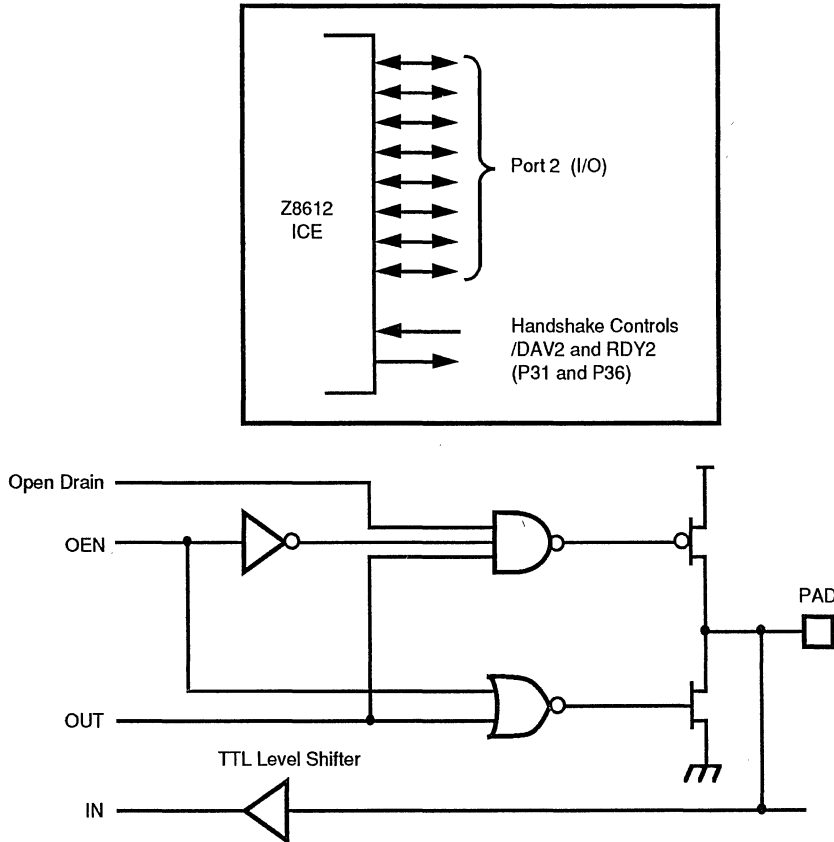 Z8612
ICE
Port 2 (I/O)
Handshake Controls
/DAV2 and RDY2
(P31 and P36)
Open Drain
OEN
PAD
OUT
TTL Level Shifter
IN